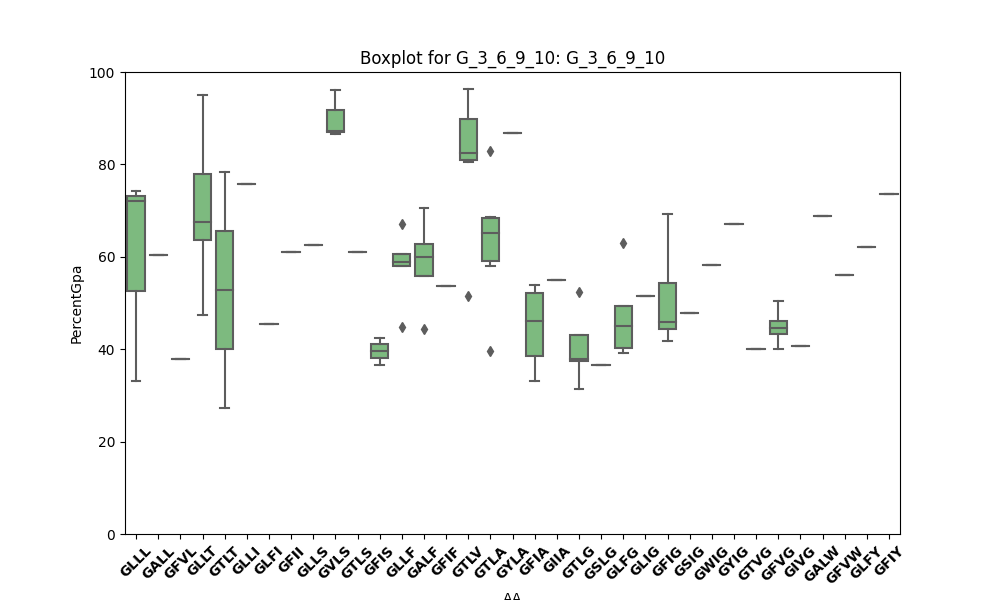 Boxplot for G_3_6_9_10: G_3_6_9_10
100
80
60
40
20
0
PercentGpa
GLLL GALL GFVL GLLT GTLT GLLI GLFI GFII GLLS GVLS GTLS GFIS GLLF GALF GFIF GTLV GTLA GYLA GFIA GIIA GTLG GSLG GLFG GLIG GFIG GSIG GWIG GYIG GTVG GFVG GIVG GALW GFVW GLFY GFIY
AA